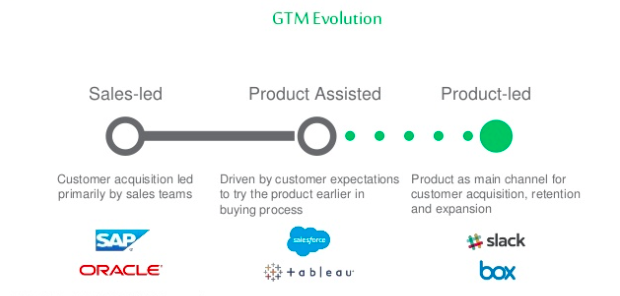 GTM Evolution
Sales-led
Product Assisted
Product-led
Customer acquisition led
primarily by sales teams
Driven by customer expectations
to try the product earlier in
buying process
Product as main channel for
customer acquisition, retention
and expansion
SAP
ORACLE
salesforce
slack
+ableau
box